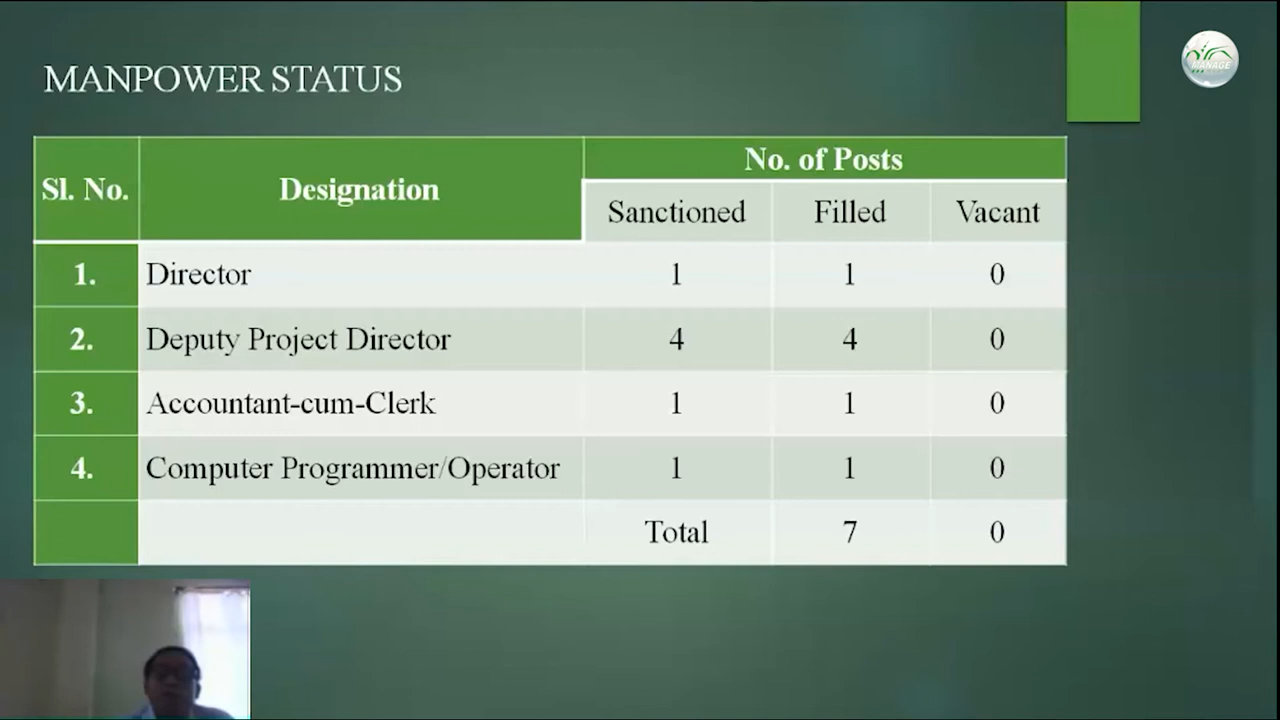 MANPOWER STATUS
MANAGE
Sl. No. Designation No. of Posts
Sanctioned Filled Vacant
1. Director 1 1 0
2. Deputy Project Director 4 4 0
3. Accountant-cum-Clerk 1 1 0
4. Computer Programmer/Operator 1 1 0
Total 7 0